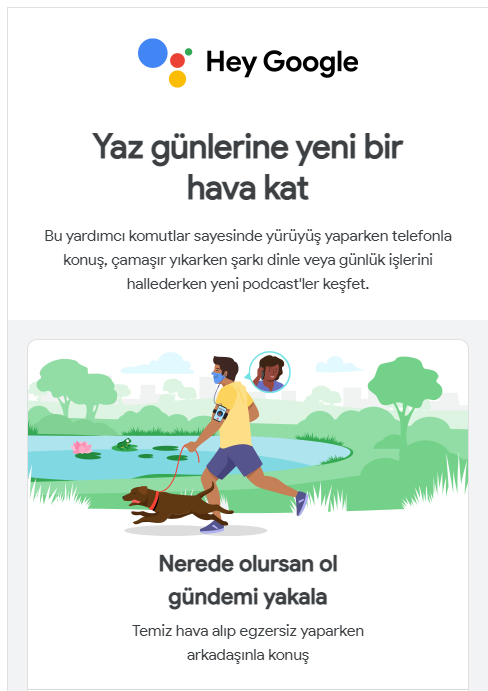 Hey Google
Yaz günlerine yeni bir
hava kat
Bu yardımcı komutlar sayesinde yürüyüş yaparken telefonla
konuş, çamaşır yıkarken şarkı dinle veya günlük işlerini
hallederken yeni podcast'ler keşfet.
Nerede olursan ol
gündemi yakala
Temiz hava alıp egzersiz yaparken
arkadaşınla konuş